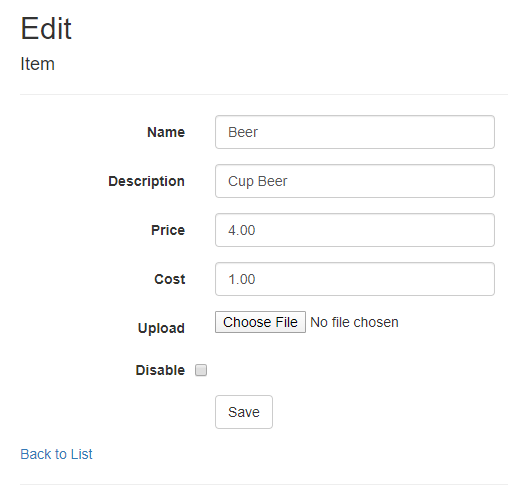 Edit
Item
Name Beer
Description Cup Beer
Price 4.00
Cost 1.00
Upload Choose File No file chosen
Disable
Save
Back to List